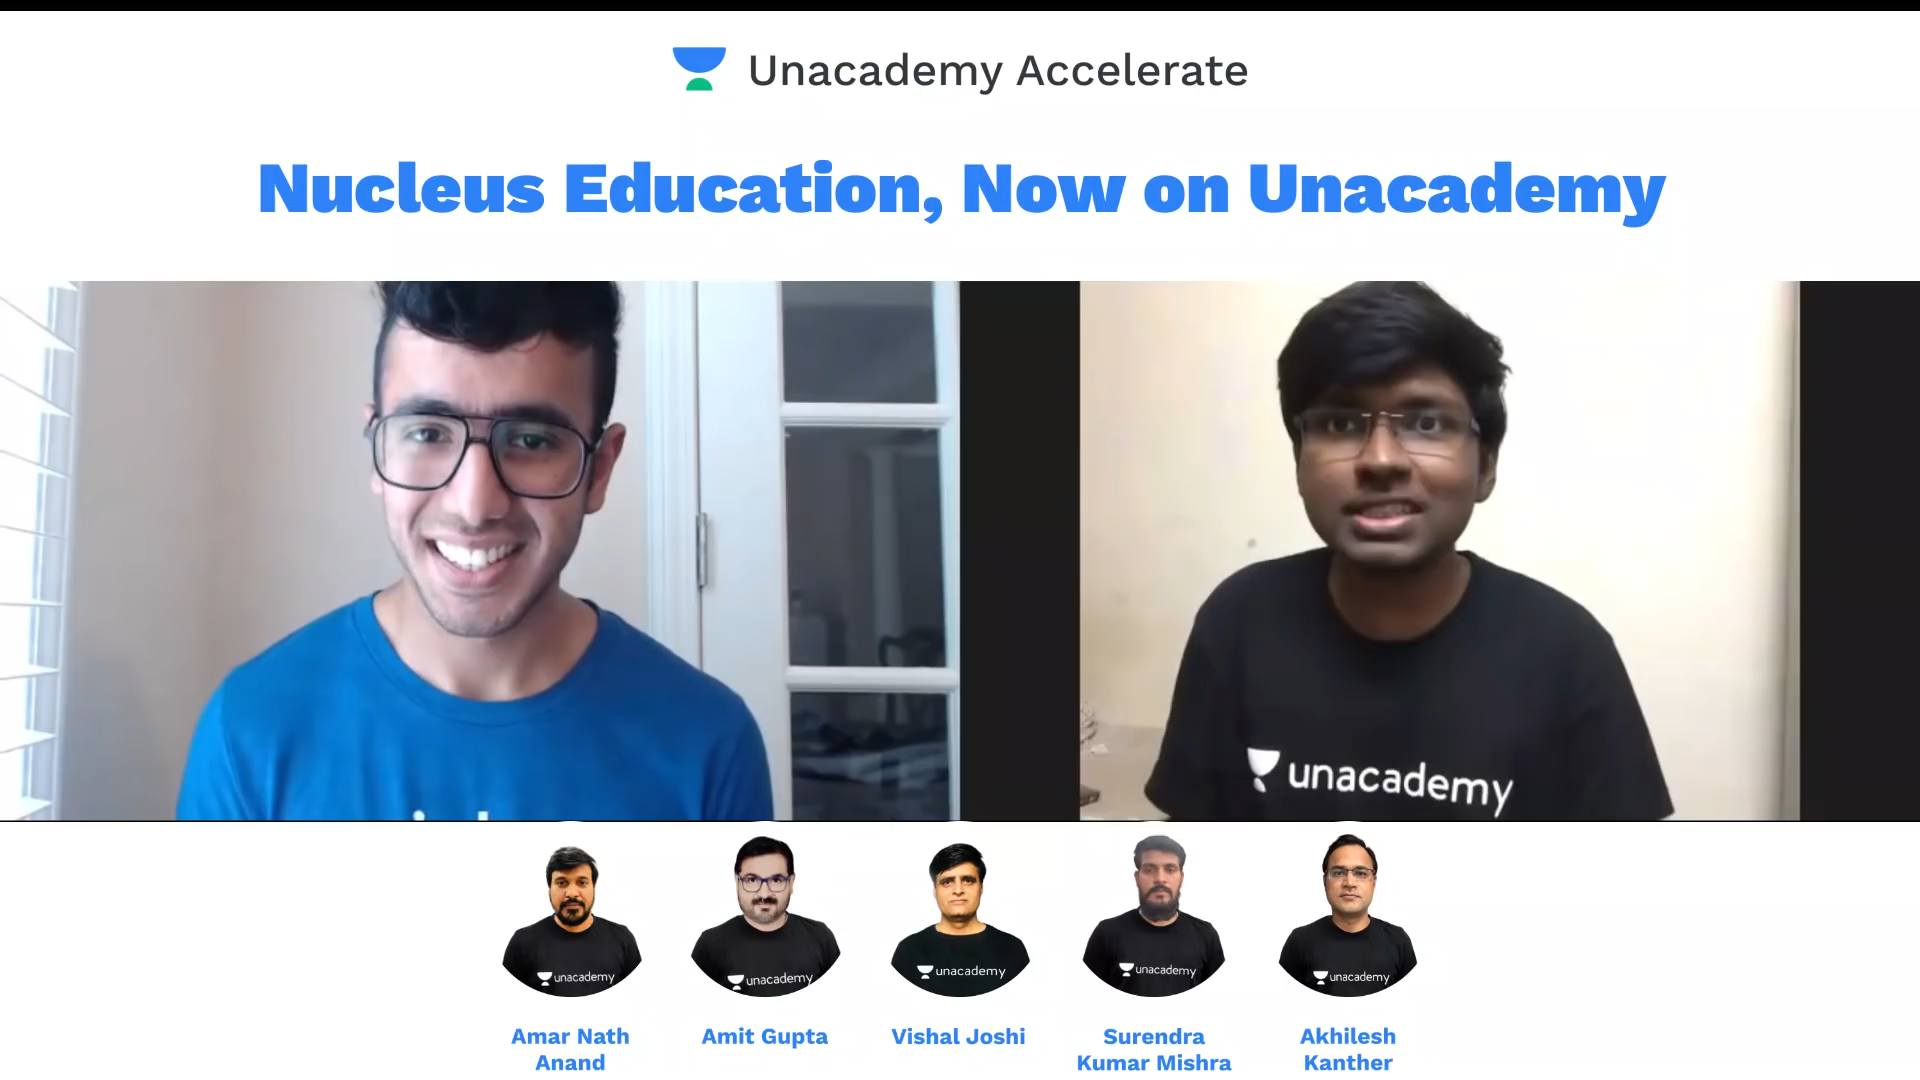 Unacademy Accelerate
Nucleus Education, Now on Unacademy
unacademy
unacademy
unacademy
unacademy
unacademy
unacademy
Amar Nath
Anand
Amit Gupta
Vishal Joshi
Surendra
Kumar Mishra
Akhilesh
Kanther